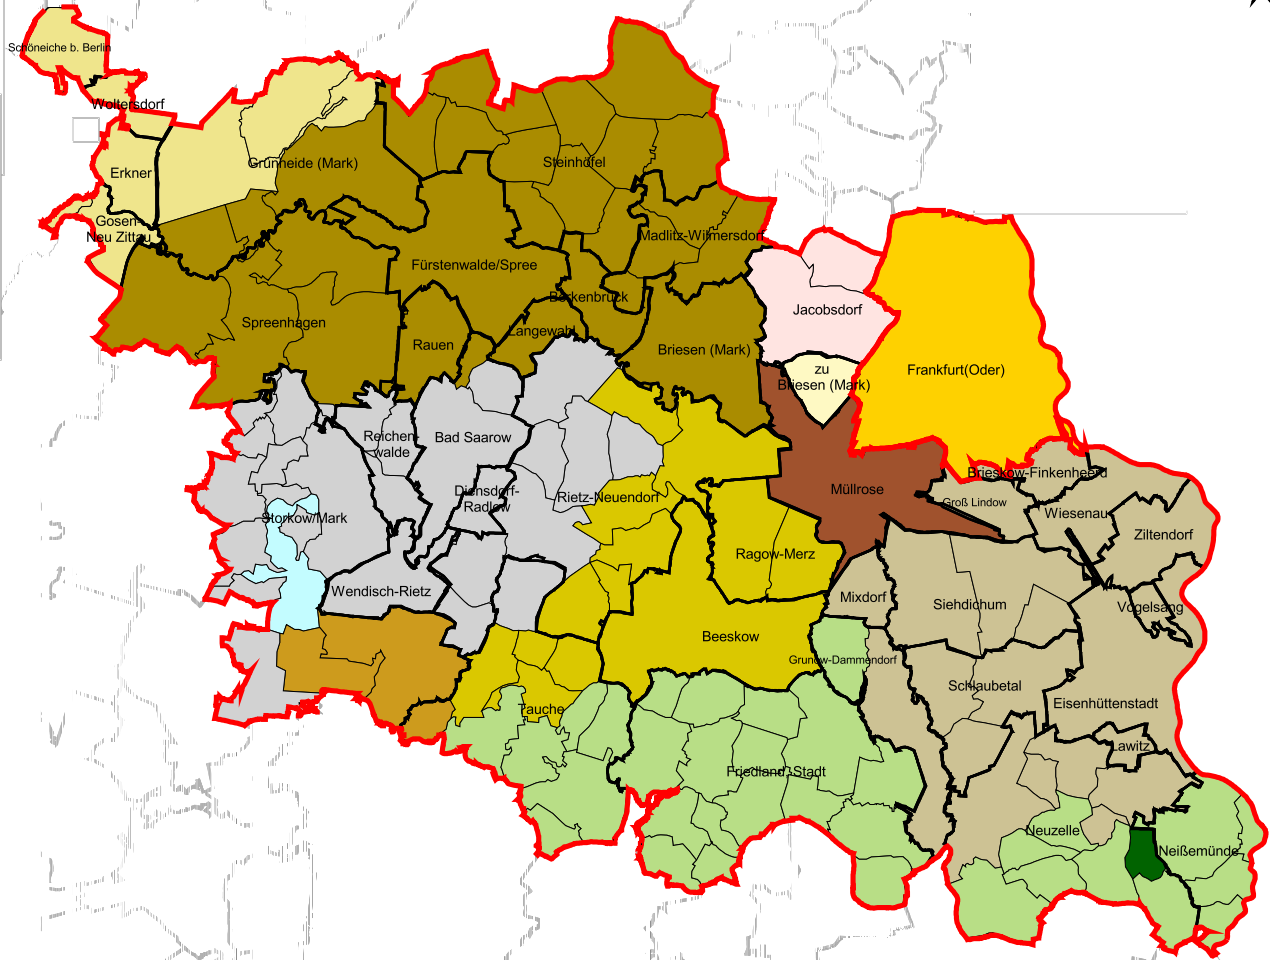 Schöneiche b. Berlin
Woltersdorf
Grünheide (Mark)
Steinhöfel
Erkner
Gosen-
Neu Zittau
Madlitz-Wilmersdorf
Fürstenwalde/Spree
Berkenbrück
Jacobsdorf
Spreenhagen
Langewahl
Rauen
Briesen (Mark)
zu
Briesen (Mark)
Frankfurt(Oder)
Reichen-
walde
Bad Saarow
Brieskow-Finkenheerd
Diensdorf-
Radlow
Rietz-Neuendorf
Müllrose
Groß Lindow
Wiesenau
Storkow/Mark
Ziltendorf
Ragow-Merz
Wendisch-Rietz
Mixdorf
Siehdichum
Vogelsang
Beeskow
Grunow-Dammendorf
Schlaubetal
Eisenhüttenstadt
Tauche
Lawitz
Friedland, Stadt
Neuzelle
Neißemünde